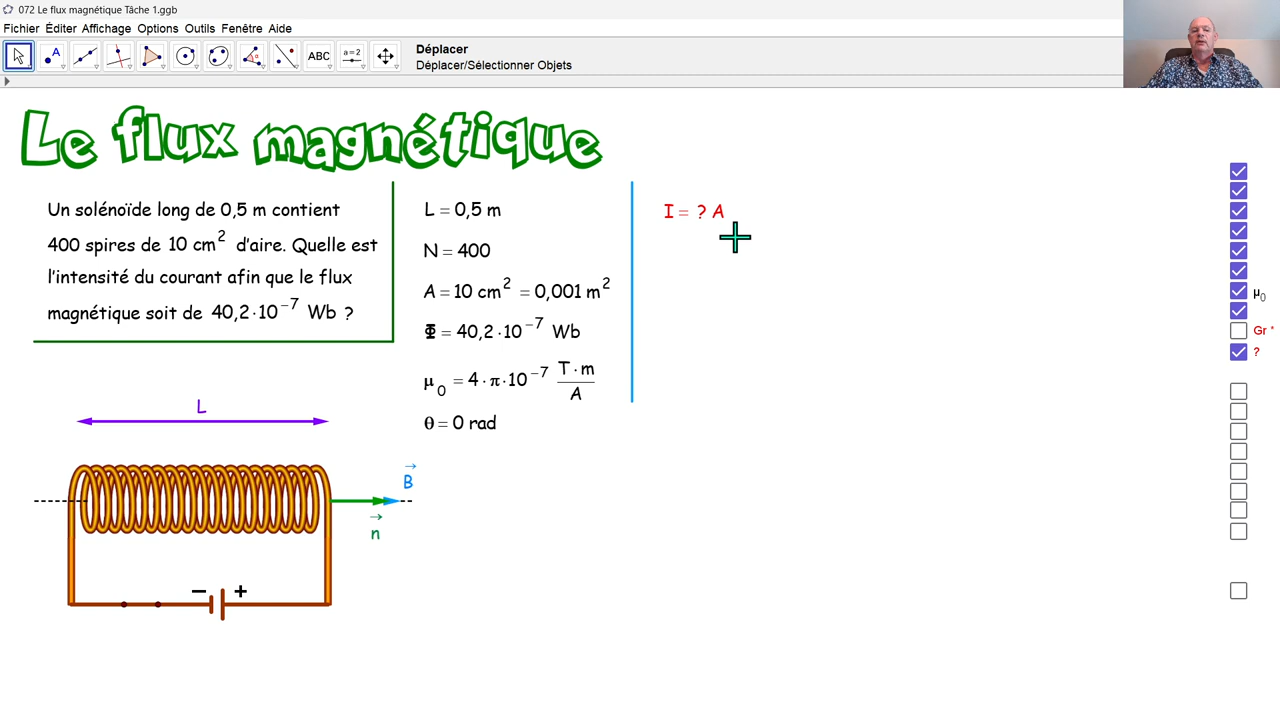 072 Le flux magnétique Tâche 1.ggb
Fichier Éditer Affichage Options Outils Fenêtre Aide
A
ABC
a=2
Déplacer
Déplacer/Sélectionner Objets
Le flux magnétique
Un solénoïde long de 0,5 m contient
400 spires de 10 cm² d'aire. Quelle est
l'intensité du courant afin que le flux
magnétique soit de 40,2·10⁻⁷ Wb ?
L = 0,5 m
N = 400
A = 10 cm² = 0,001 m²
Φ = 40,2·10⁻⁷ Wb
μ₀ = 4·π·10⁻⁷ T·m/A
θ = 0 rad
I = ? A
μ₀
Gr *
?
L
B
n
− +